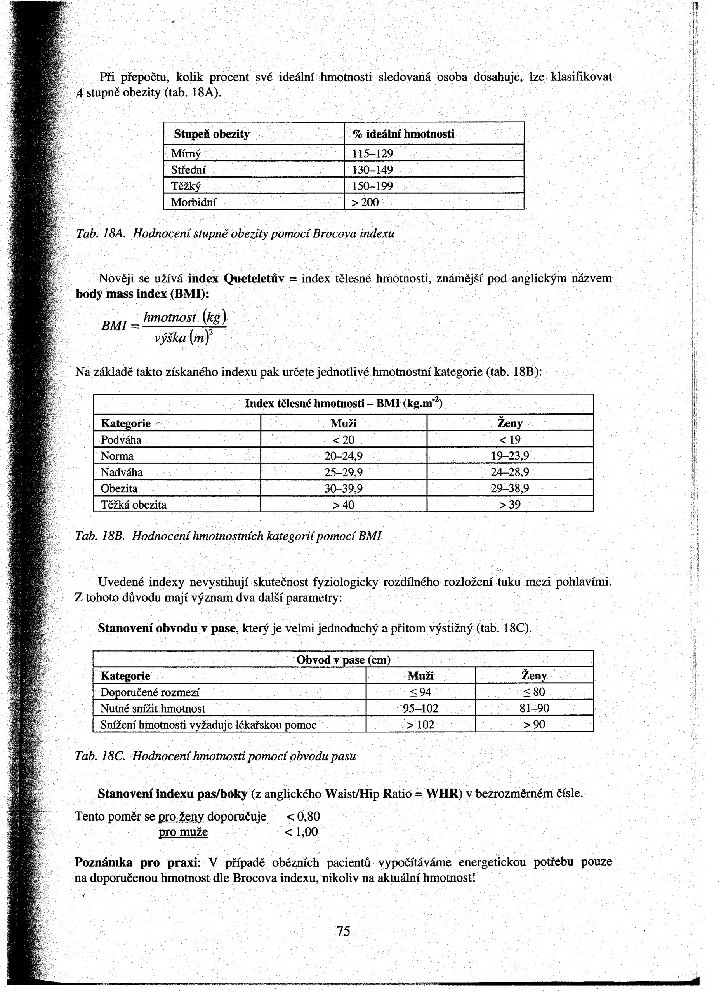 Při přepočtu, kolik procent své ideální hmotnosti sledovaná osoba dosahuje, lze klasifikovat
4 stupně obezity (tab. 18A).
Stupeň obezity % ideální hmotnosti
Mírný 115–129
Střední 130–149
Těžký 150–199
Morbidní > 200
Tab. 18A. Hodnocení stupně obezity pomocí Brocova indexu
Nověji se užívá index Queteletův = index tělesné hmotnosti, známější pod anglickým názvem
body mass index (BMI):
BMI = hmotnost (kg) / výška (m)²
Na základě takto získaného indexu pak určete jednotlivé hmotnostní kategorie (tab. 18B):
Index tělesné hmotnosti – BMI (kg.m⁻²)
Kategorie Muži Ženy
Podváha < 20 < 19
Norma 20–24,9 19–23,9
Nadváha 25–29,9 24–28,9
Obezita 30–39,9 29–38,9
Těžká obezita > 40 > 39
Tab. 18B. Hodnocení hmotnostních kategorií pomocí BMI
Uvedené indexy nevystihují skutečnost fyziologicky rozdílného rozložení tuku mezi pohlavími.
Z tohoto důvodu mají význam dva další parametry:
Stanovení obvodu v pase, který je velmi jednoduchý a přitom výstižný (tab. 18C).
Obvod v pase (cm)
Kategorie Muži Ženy
Doporučené rozmezí ≤ 94 ≤ 80
Nutné snížit hmotnost 95–102 81–90
Snížení hmotnosti vyžaduje lékařskou pomoc > 102 > 90
Tab. 18C. Hodnocení hmotnosti pomocí obvodu pasu
Stanovení indexu pas/boky (z anglického Waist/Hip Ratio = WHR) v bezrozměrném čísle.
Tento poměr se pro ženy doporučuje < 0,80
pro muže < 1,00
Poznámka pro praxi: V případě obézních pacientů vypočítáváme energetickou potřebu pouze
na doporučenou hmotnost dle Brocova indexu, nikoliv na aktuální hmotnost!
75